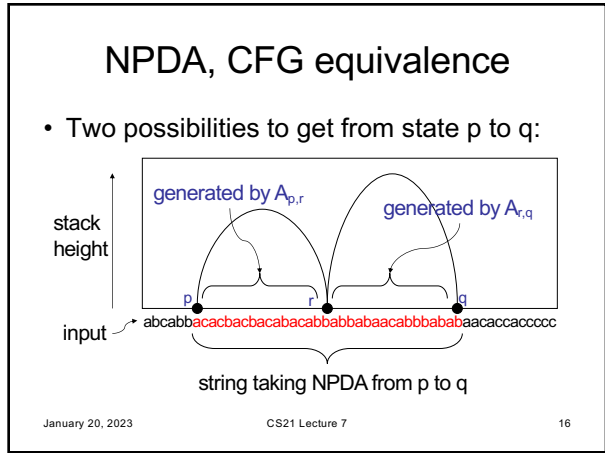 NPDA, CFG equivalence
• Two possibilities to get from state p to q:
generated by Ap,r
generated by Ar,q
stack
height
p
r
q
input
abcabbacacbacbacabacabbabbabaacabbbababaacaccaccccc
string taking NPDA from p to q
January 20, 2023
CS21 Lecture 7
16